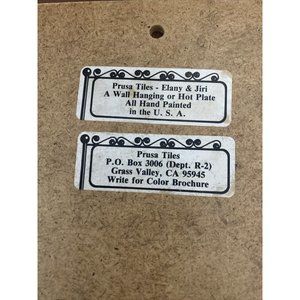 Prusa Tiles - Elany & Jiri
A Wall Hanging or Hot Plate
All Hand Painted
in the U. S. A.
Prusa Tiles
P.O. Box 3006 (Dept. R-2)
Grass Valley, CA 95945
Write for Color Brochure